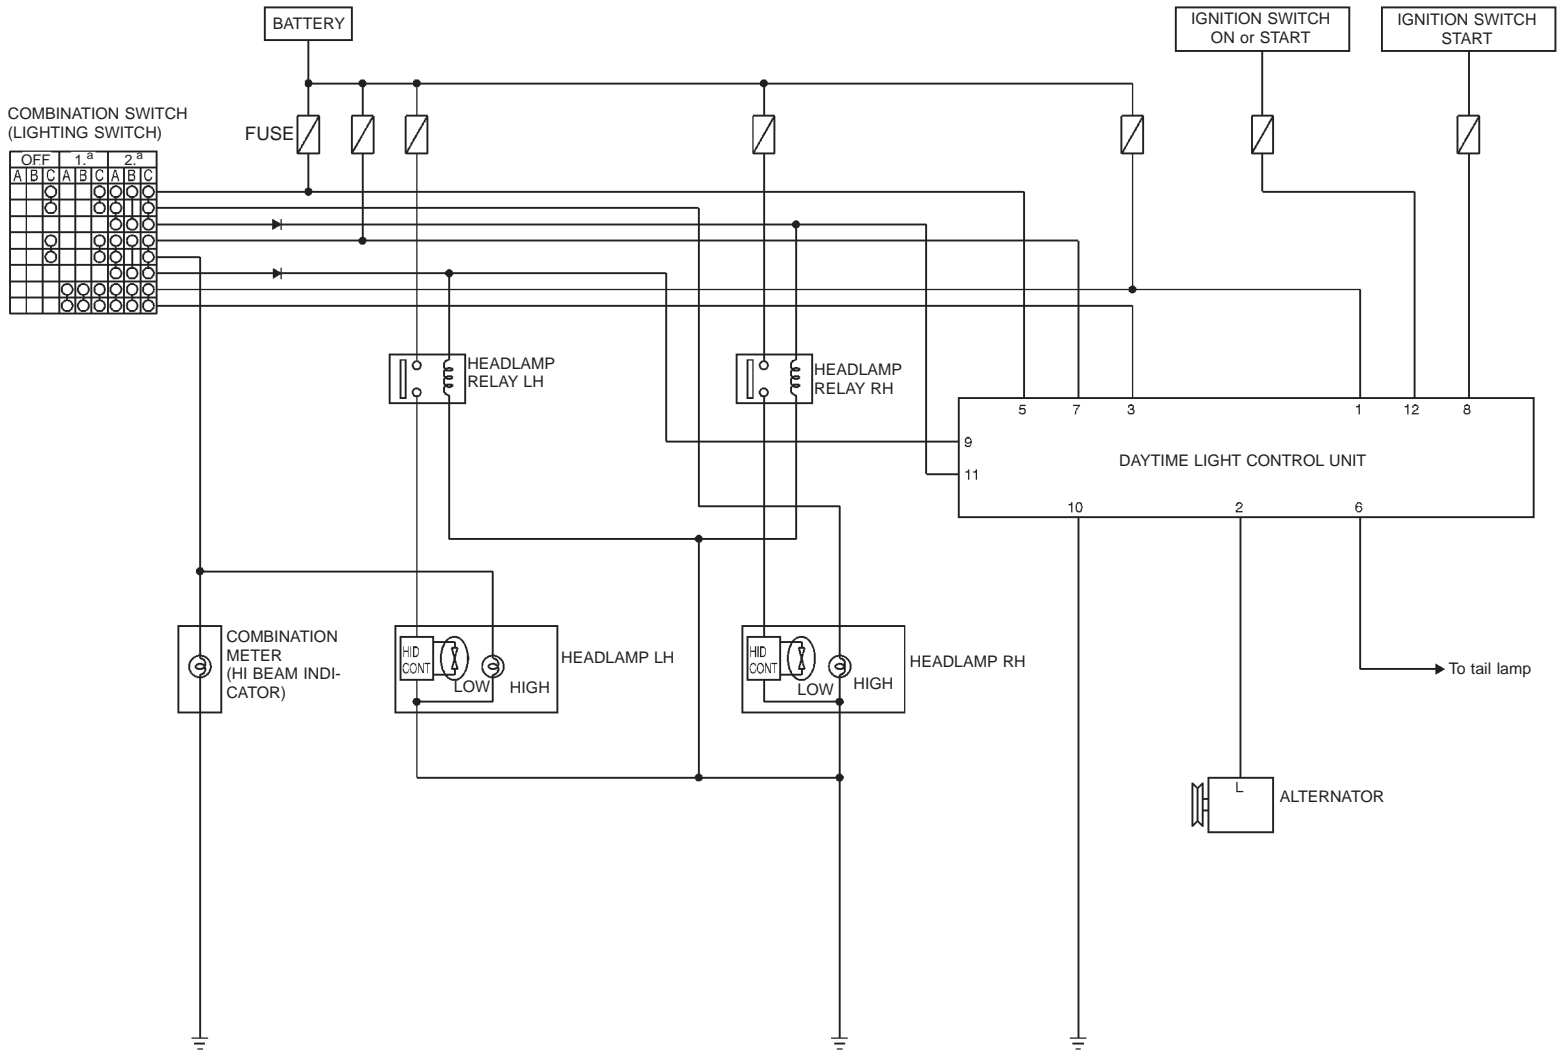 BATTERY
IGNITION SWITCH
ON or START
IGNITION SWITCH
START
COMBINATION SWITCH
(LIGHTING SWITCH)
FUSE
OFF 1.ª 2.ª
A B C A B C A B C
HEADLAMP
RELAY LH
HEADLAMP
RELAY RH
5 7 3 1 12 8
9
11
DAYTIME LIGHT CONTROL UNIT
10 2 6
COMBINATION
METER
(HI BEAM INDI-
CATOR)
HID
CONT
LOW
HIGH
HEADLAMP LH
HID
CONT
LOW
HIGH
HEADLAMP RH
To tail lamp
L
ALTERNATOR